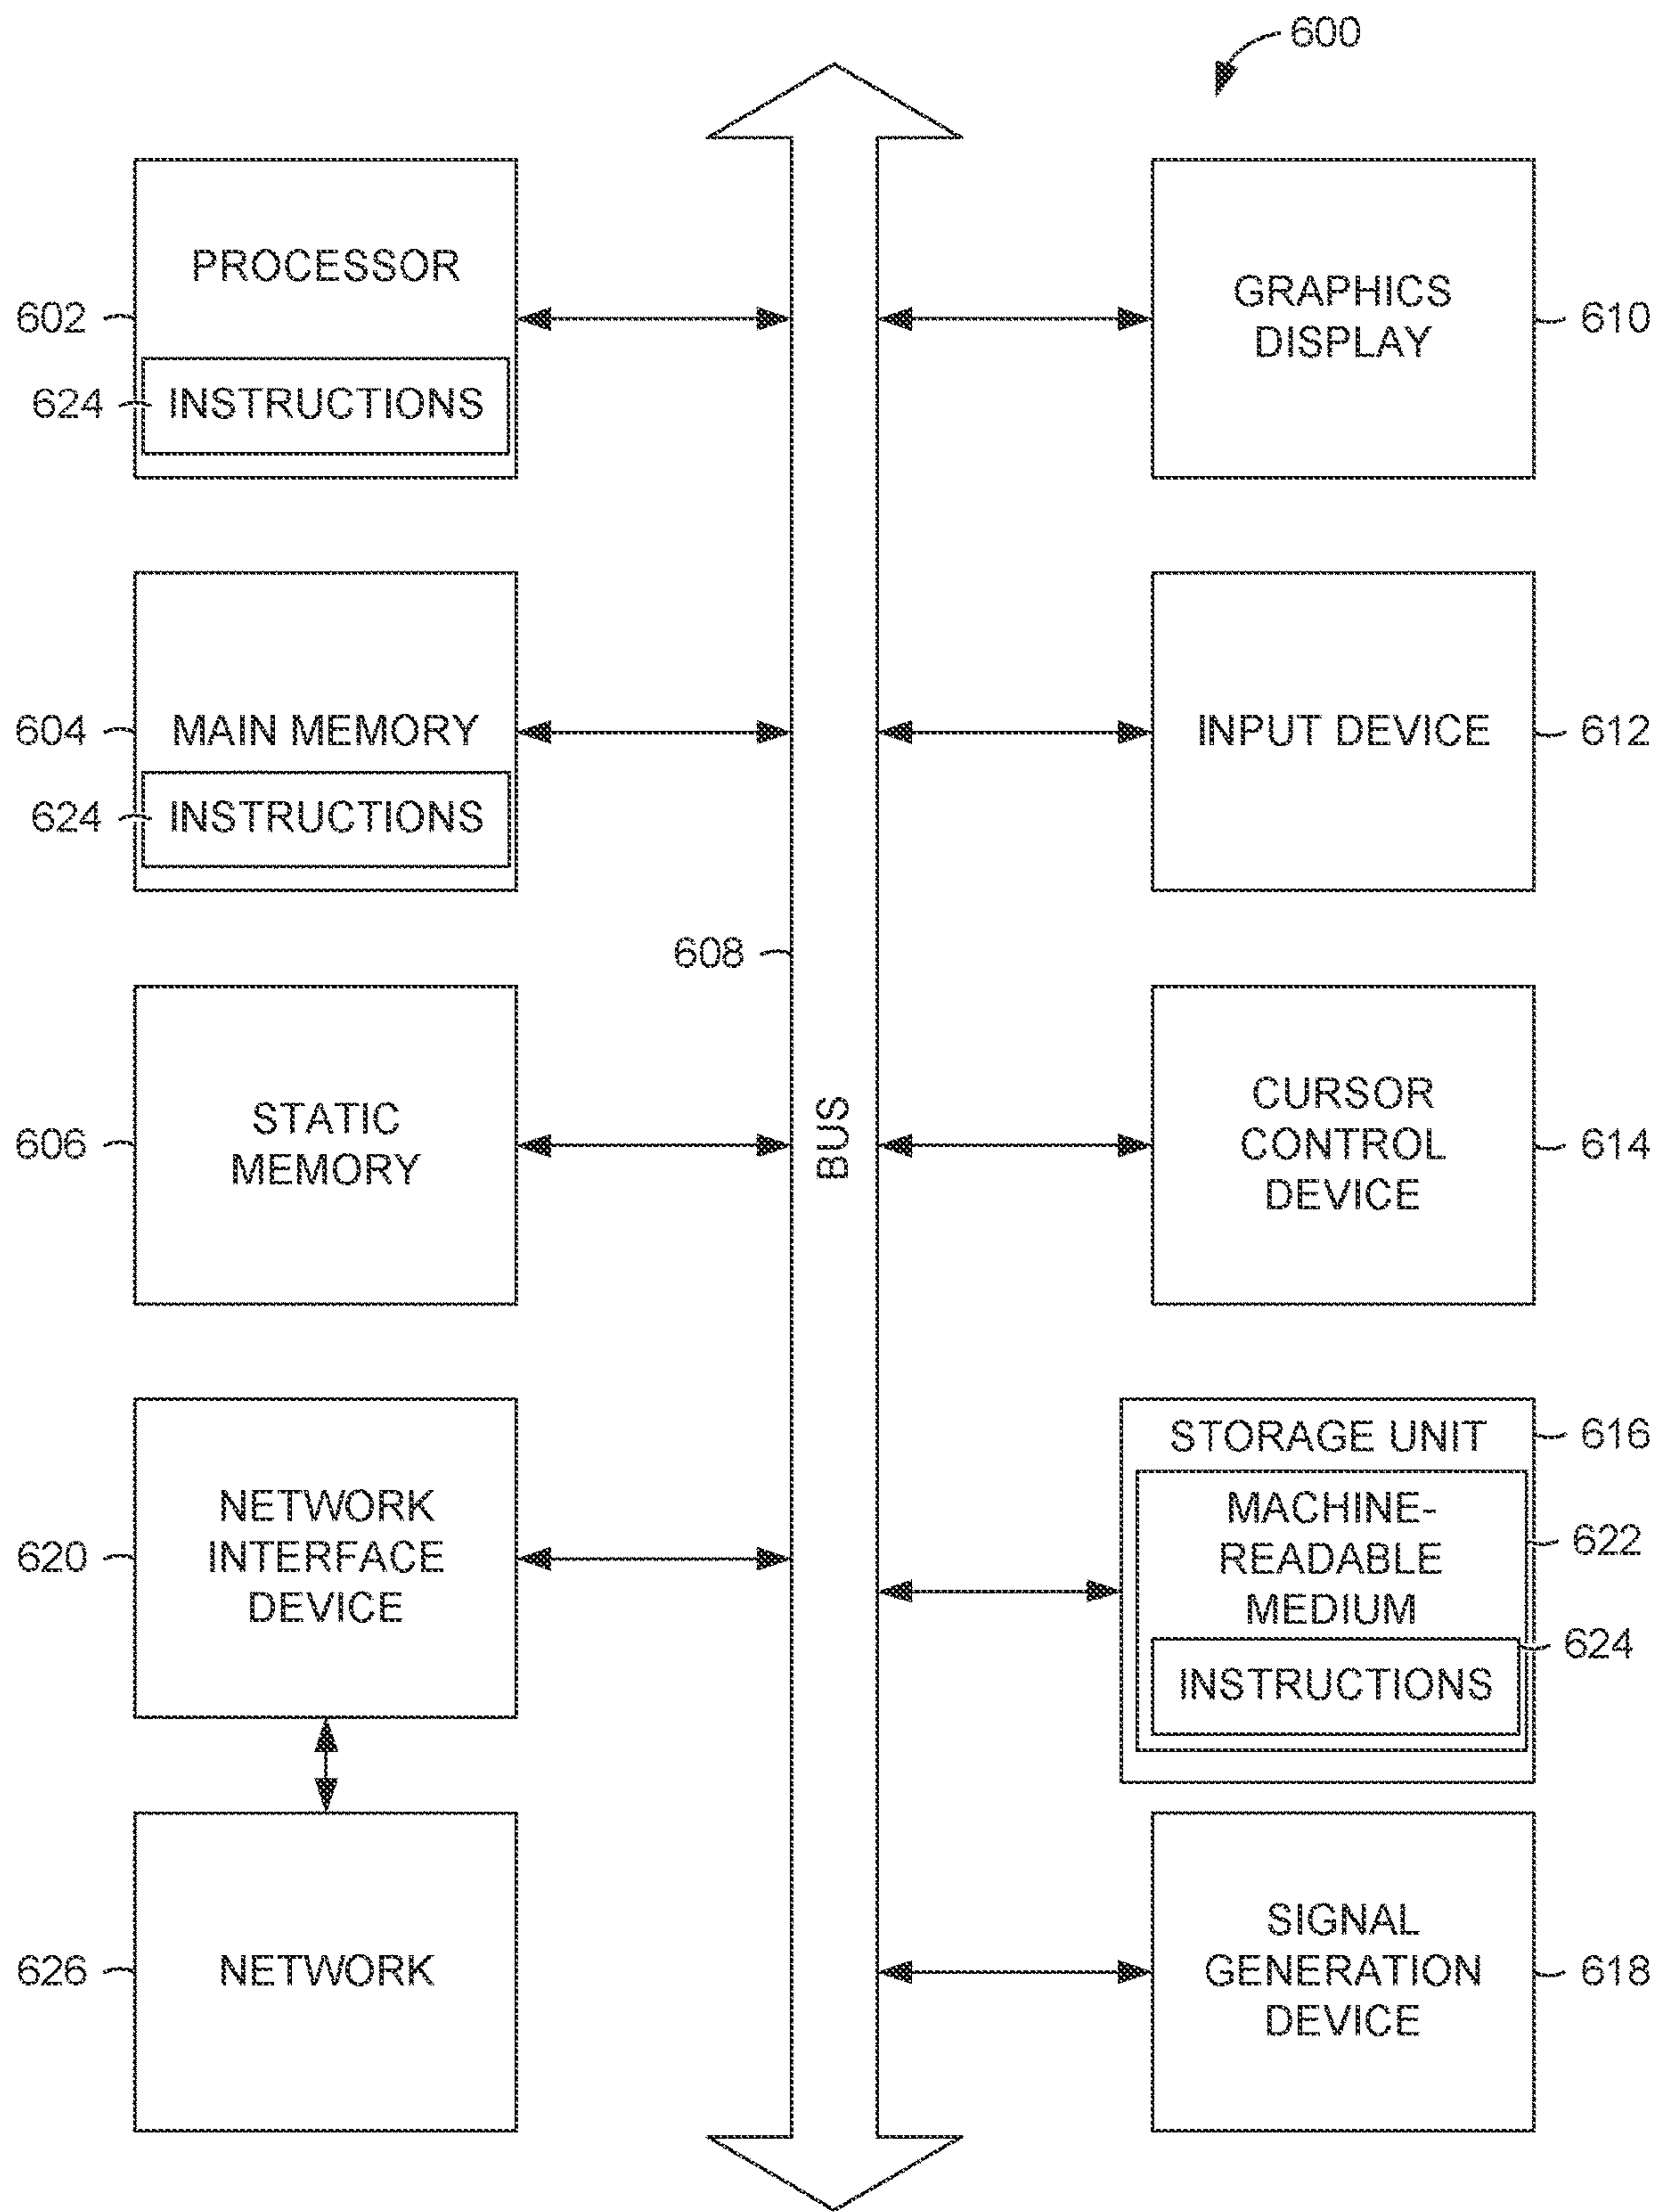 600
PROCESSOR
602
624
INSTRUCTIONS
GRAPHICS
DISPLAY
610
604
MAIN MEMORY
624
INSTRUCTIONS
INPUT DEVICE
612
608
BUS
606
STATIC
MEMORY
CURSOR
CONTROL
DEVICE
614
620
NETWORK
INTERFACE
DEVICE
STORAGE UNIT
616
MACHINE-
READABLE
MEDIUM
622
624
INSTRUCTIONS
626
NETWORK
SIGNAL
GENERATION
DEVICE
618